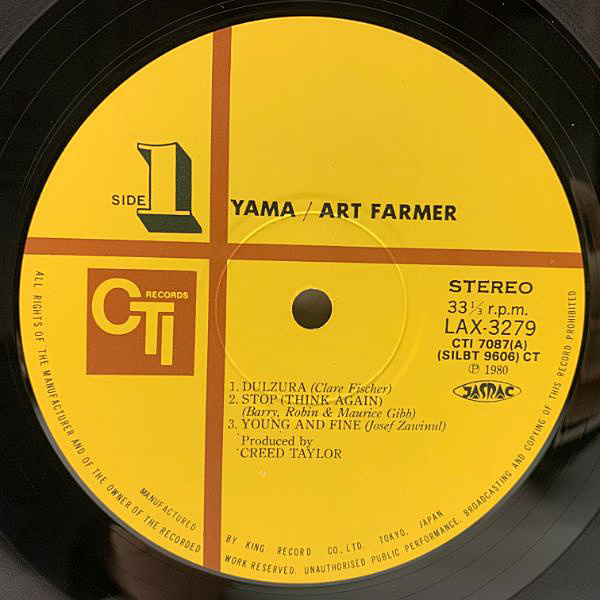 SIDE 1
YAMA / ART FARMER
CTI RECORDS
STEREO
33 1/3 r.p.m.
LAX-3279
CTI 7087(A)
(SILBT 9606) CT
Ⓟ 1980
JASRAC
1. DULZURA (Clare Fischer)
2. STOP (THINK AGAIN)
(Barry, Robin & Maurice Gibb)
3. YOUNG AND FINE (Josef Zawinul)
Produced by
CREED TAYLOR
MANUFACTURED BY KING RECORD CO., LTD. TOKYO, JAPAN
ALL RIGHTS OF THE MANUFACTURER AND OF THE OWNER OF THE RECORDED WORK RESERVED. UNAUTHORISED PUBLIC PERFORMANCE, BROADCASTING AND COPYING OF THIS RECORD PROHIBITED